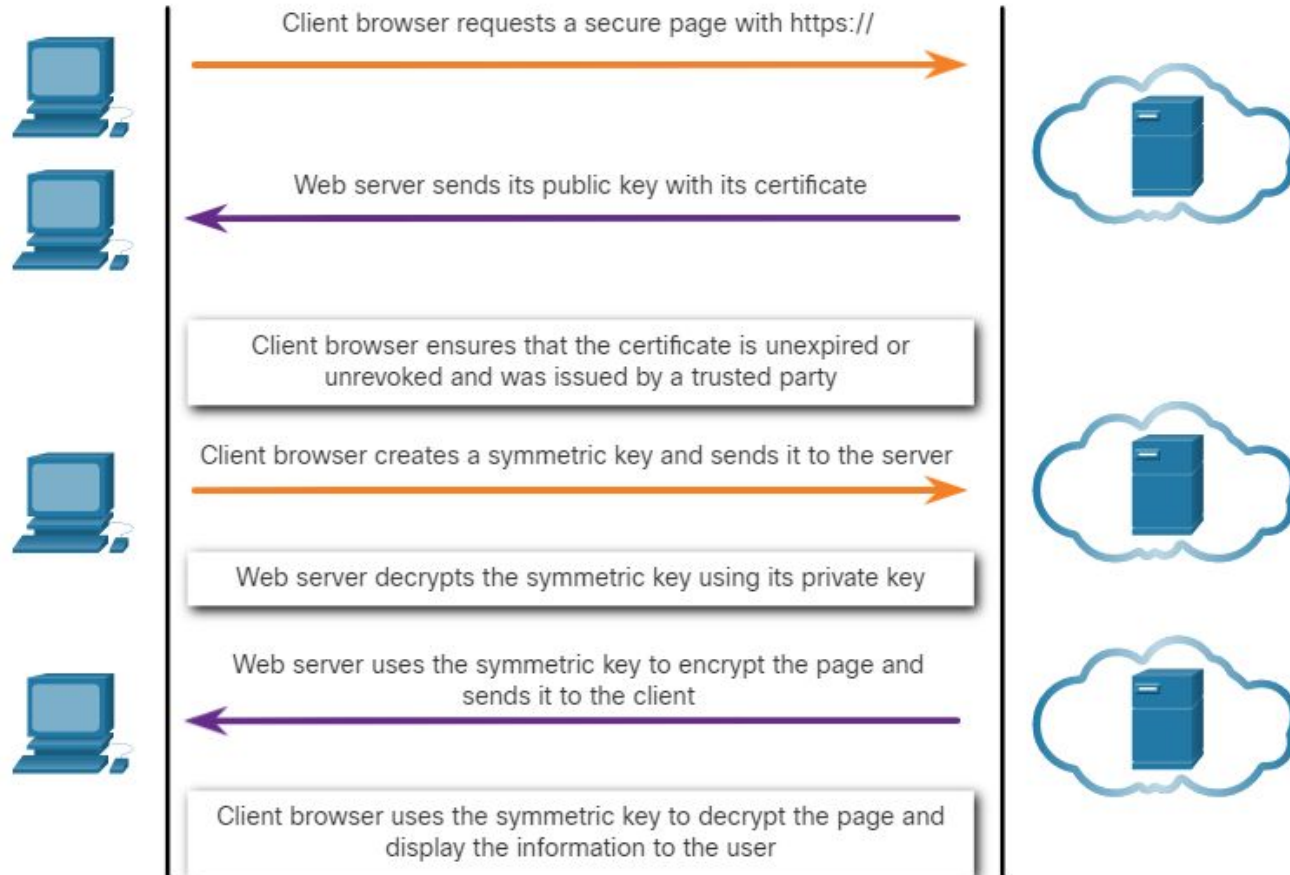 Client browser requests a secure page with https://
Web server sends its public key with its certificate
Client browser ensures that the certificate is unexpired or
unrevoked and was issued by a trusted party
Client browser creates a symmetric key and sends it to the server
Web server decrypts the symmetric key using its private key
Web server uses the symmetric key to encrypt the page and
sends it to the client
Client browser uses the symmetric key to decrypt the page and
display the information to the user